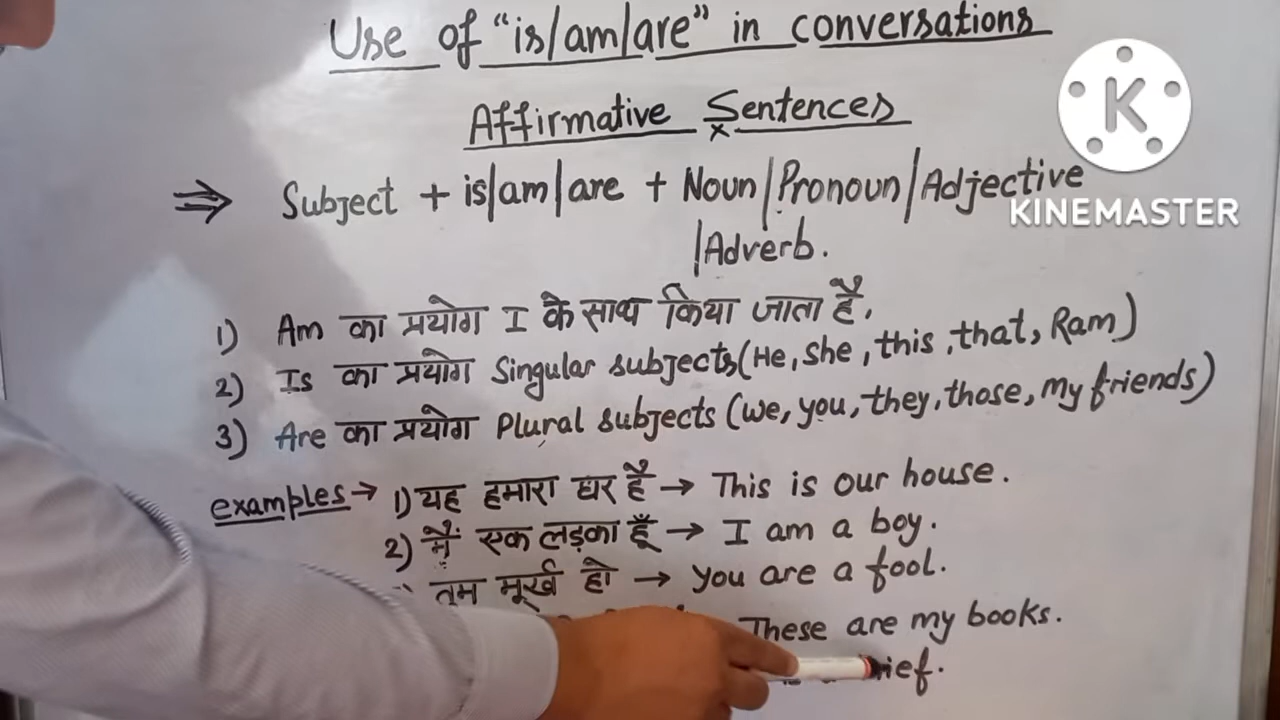 Use of "is/am/are" in conversations
Affirmative Sentences
K
KINEMASTER
⇒ Subject + is/am/are + Noun/Pronoun/Adjective
/Adverb.
1) Am का प्रयोग I के साथ किया जाता है.
2) Is का प्रयोग Singular subjects (He, she, this, that, Ram)
3) Are का प्रयोग Plural subjects (we, you, they, those, my friends)
examples → 1) यह हमारा घर है → This is our house.
2) मैं एक लड़का हूँ → I am a boy.
तुम मूर्ख हो → You are a fool.
These are my books.